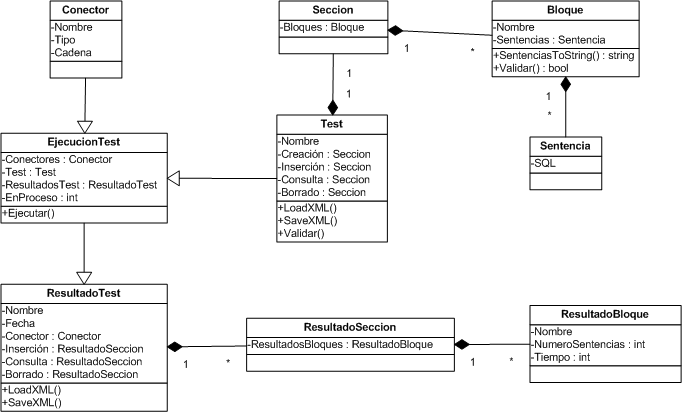 Conector
-Nombre
-Tipo
-Cadena
Seccion
-Bloques : Bloque
1
*
Bloque
-Nombre
-Sentencias : Sentencia
+SentenciasToString() : string
+Validar() : bool
1
*
Sentencia
-SQL
1
1
Test
-Nombre
-Creación : Seccion
-Inserción : Seccion
-Consulta : Seccion
-Borrado : Seccion
+LoadXML()
+SaveXML()
+Validar()
EjecucionTest
-Conectores : Conector
-Test : Test
-ResultadosTest : ResultadoTest
-EnProceso : int
+Ejecutar()
ResultadoTest
-Nombre
-Fecha
-Conector : Conector
-Inserción : ResultadoSeccion
-Consulta : ResultadoSeccion
-Borrado : ResultadoSeccion
+LoadXML()
+SaveXML()
1
*
ResultadoSeccion
-ResultadosBloques : ResultadoBloque
1
*
ResultadoBloque
-Nombre
-NumeroSentencias : int
-Tiempo : int